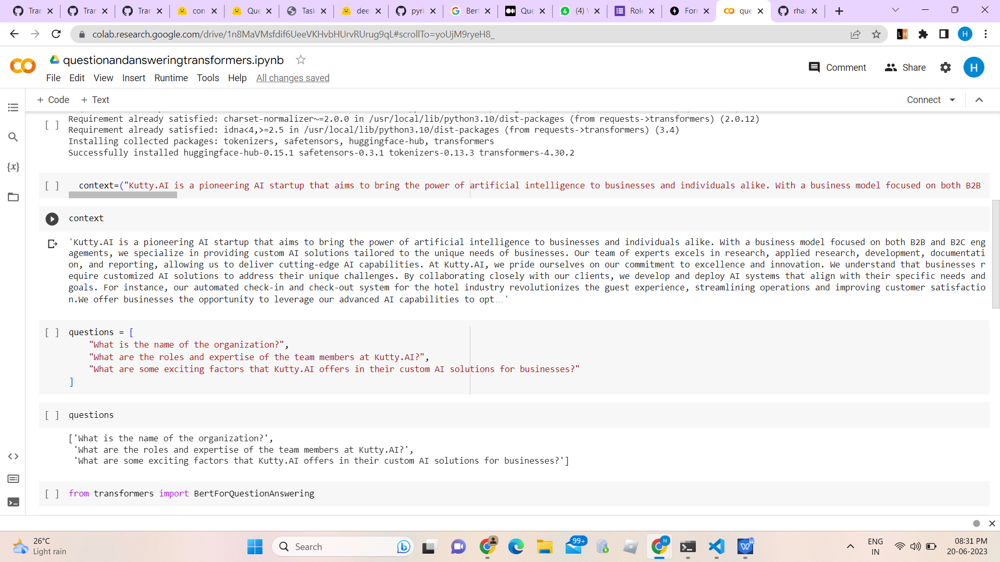 Trar
Trar
Trar
con
Que
Task
dee
pyri
Bert
Que
(4)
Role
Forr
que
rhar
colab.research.google.com/drive/1n8MaVMsfdif6UeeVKHvbHUrvRUrug9qL#scrollTo=yoUjM9ryeH8_
L H
H
questionandansweringtransformers.ipynb
File Edit View Insert Runtime Tools Help All changes saved
Comment
Share
H
+ Code + Text
Connect
Requirement already satisfied: charset-normalizer~=2.0.0 in /usr/local/lib/python3.10/dist-packages (from requests->transformers) (2.0.12)
[ ]
Requirement already satisfied: idna<4,>=2.5 in /usr/local/lib/python3.10/dist-packages (from requests->transformers) (3.4)
Installing collected packages: tokenizers, safetensors, huggingface-hub, transformers
Successfully installed huggingface-hub-0.15.1 safetensors-0.3.1 tokenizers-0.13.3 transformers-4.30.2
{x}
[ ] context=("Kutty.AI is a pioneering AI startup that aims to bring the power of artificial intelligence to businesses and individuals alike. With a business model focused on both B2B
context
'Kutty.AI is a pioneering AI startup that aims to bring the power of artificial intelligence to businesses and individuals alike. With a business model focused on both B2B and B2C eng
agements, we specialize in providing custom AI solutions tailored to the unique needs of businesses. Our team of experts excels in research, applied research, development, documentati
on, and reporting, allowing us to deliver cutting-edge AI capabilities. At Kutty.AI, we pride ourselves on our commitment to excellence and innovation. We understand that businesses r
equire customized AI solutions to address their unique challenges. By collaborating closely with our clients, we develop and deploy AI systems that align with their specific needs and
goals. For instance, our automated check-in and check-out system for the hotel industry revolutionizes the guest experience, streamlining operations and improving customer satisfactio
n.We offer businesses the opportunity to leverage our advanced AI capabilities to opt…'
[ ] questions = [
"What is the name of the organization?",
"What are the roles and expertise of the team members at Kutty.AI?",
"What are some exciting factors that Kutty.AI offers in their custom AI solutions for businesses?"
]
[ ] questions
['What is the name of the organization?',
'What are the roles and expertise of the team members at Kutty.AI?',
'What are some exciting factors that Kutty.AI offers in their custom AI solutions for businesses?']
[ ] from transformers import BertForQuestionAnswering
26°C
Light rain
Search
99+
H
W
ENG
IN
08:31 PM
20-06-2023